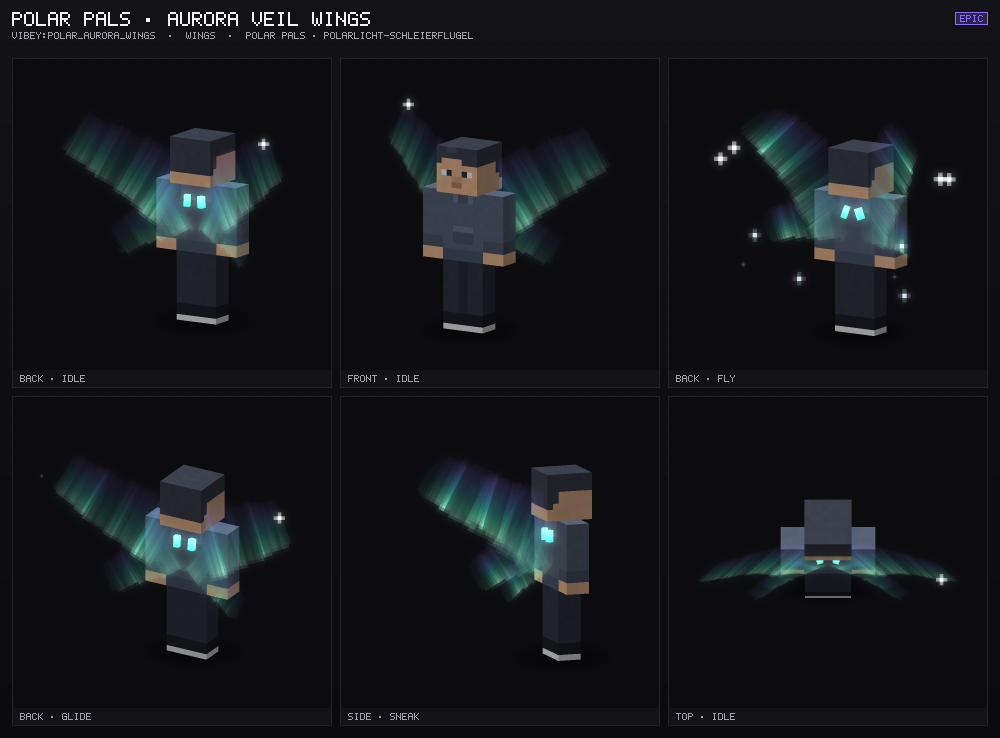 POLAR PALS • AURORA VEIL WINGS
EPIC
VIBEY:POLAR_AURORA_WINGS • WINGS • POLAR PALS • POLARLICHT-SCHLEIERFLUGEL
BACK • IDLE
FRONT • IDLE
BACK • FLY
BACK • GLIDE
SIDE • SNEAK
TOP • IDLE